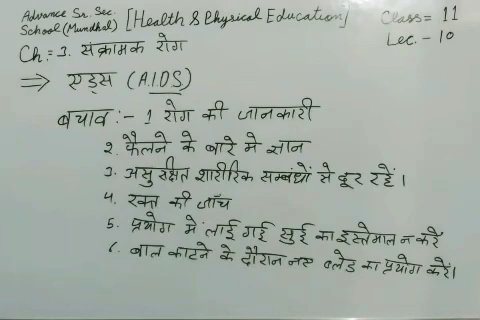 Advance Sr. Sec. School (Mundhal) [Health & Physical Education] Class = 11
Lec. - 10
Ch:= 3. संक्रामक रोग
⇒ एड्स (A.I.D.S)
बचाव :- 1 रोग की जानकारी
2. फैलने के बारे मे ज्ञान
3. असुरक्षित शारीरिक सम्बंधों से दूर रहें।
4. रक्त की जाँच
5. प्रयोग में लाई गई सुई का इस्तेमाल न करें
6. बाल काटने के दौरान नए ब्लेड का प्रयोग करें।